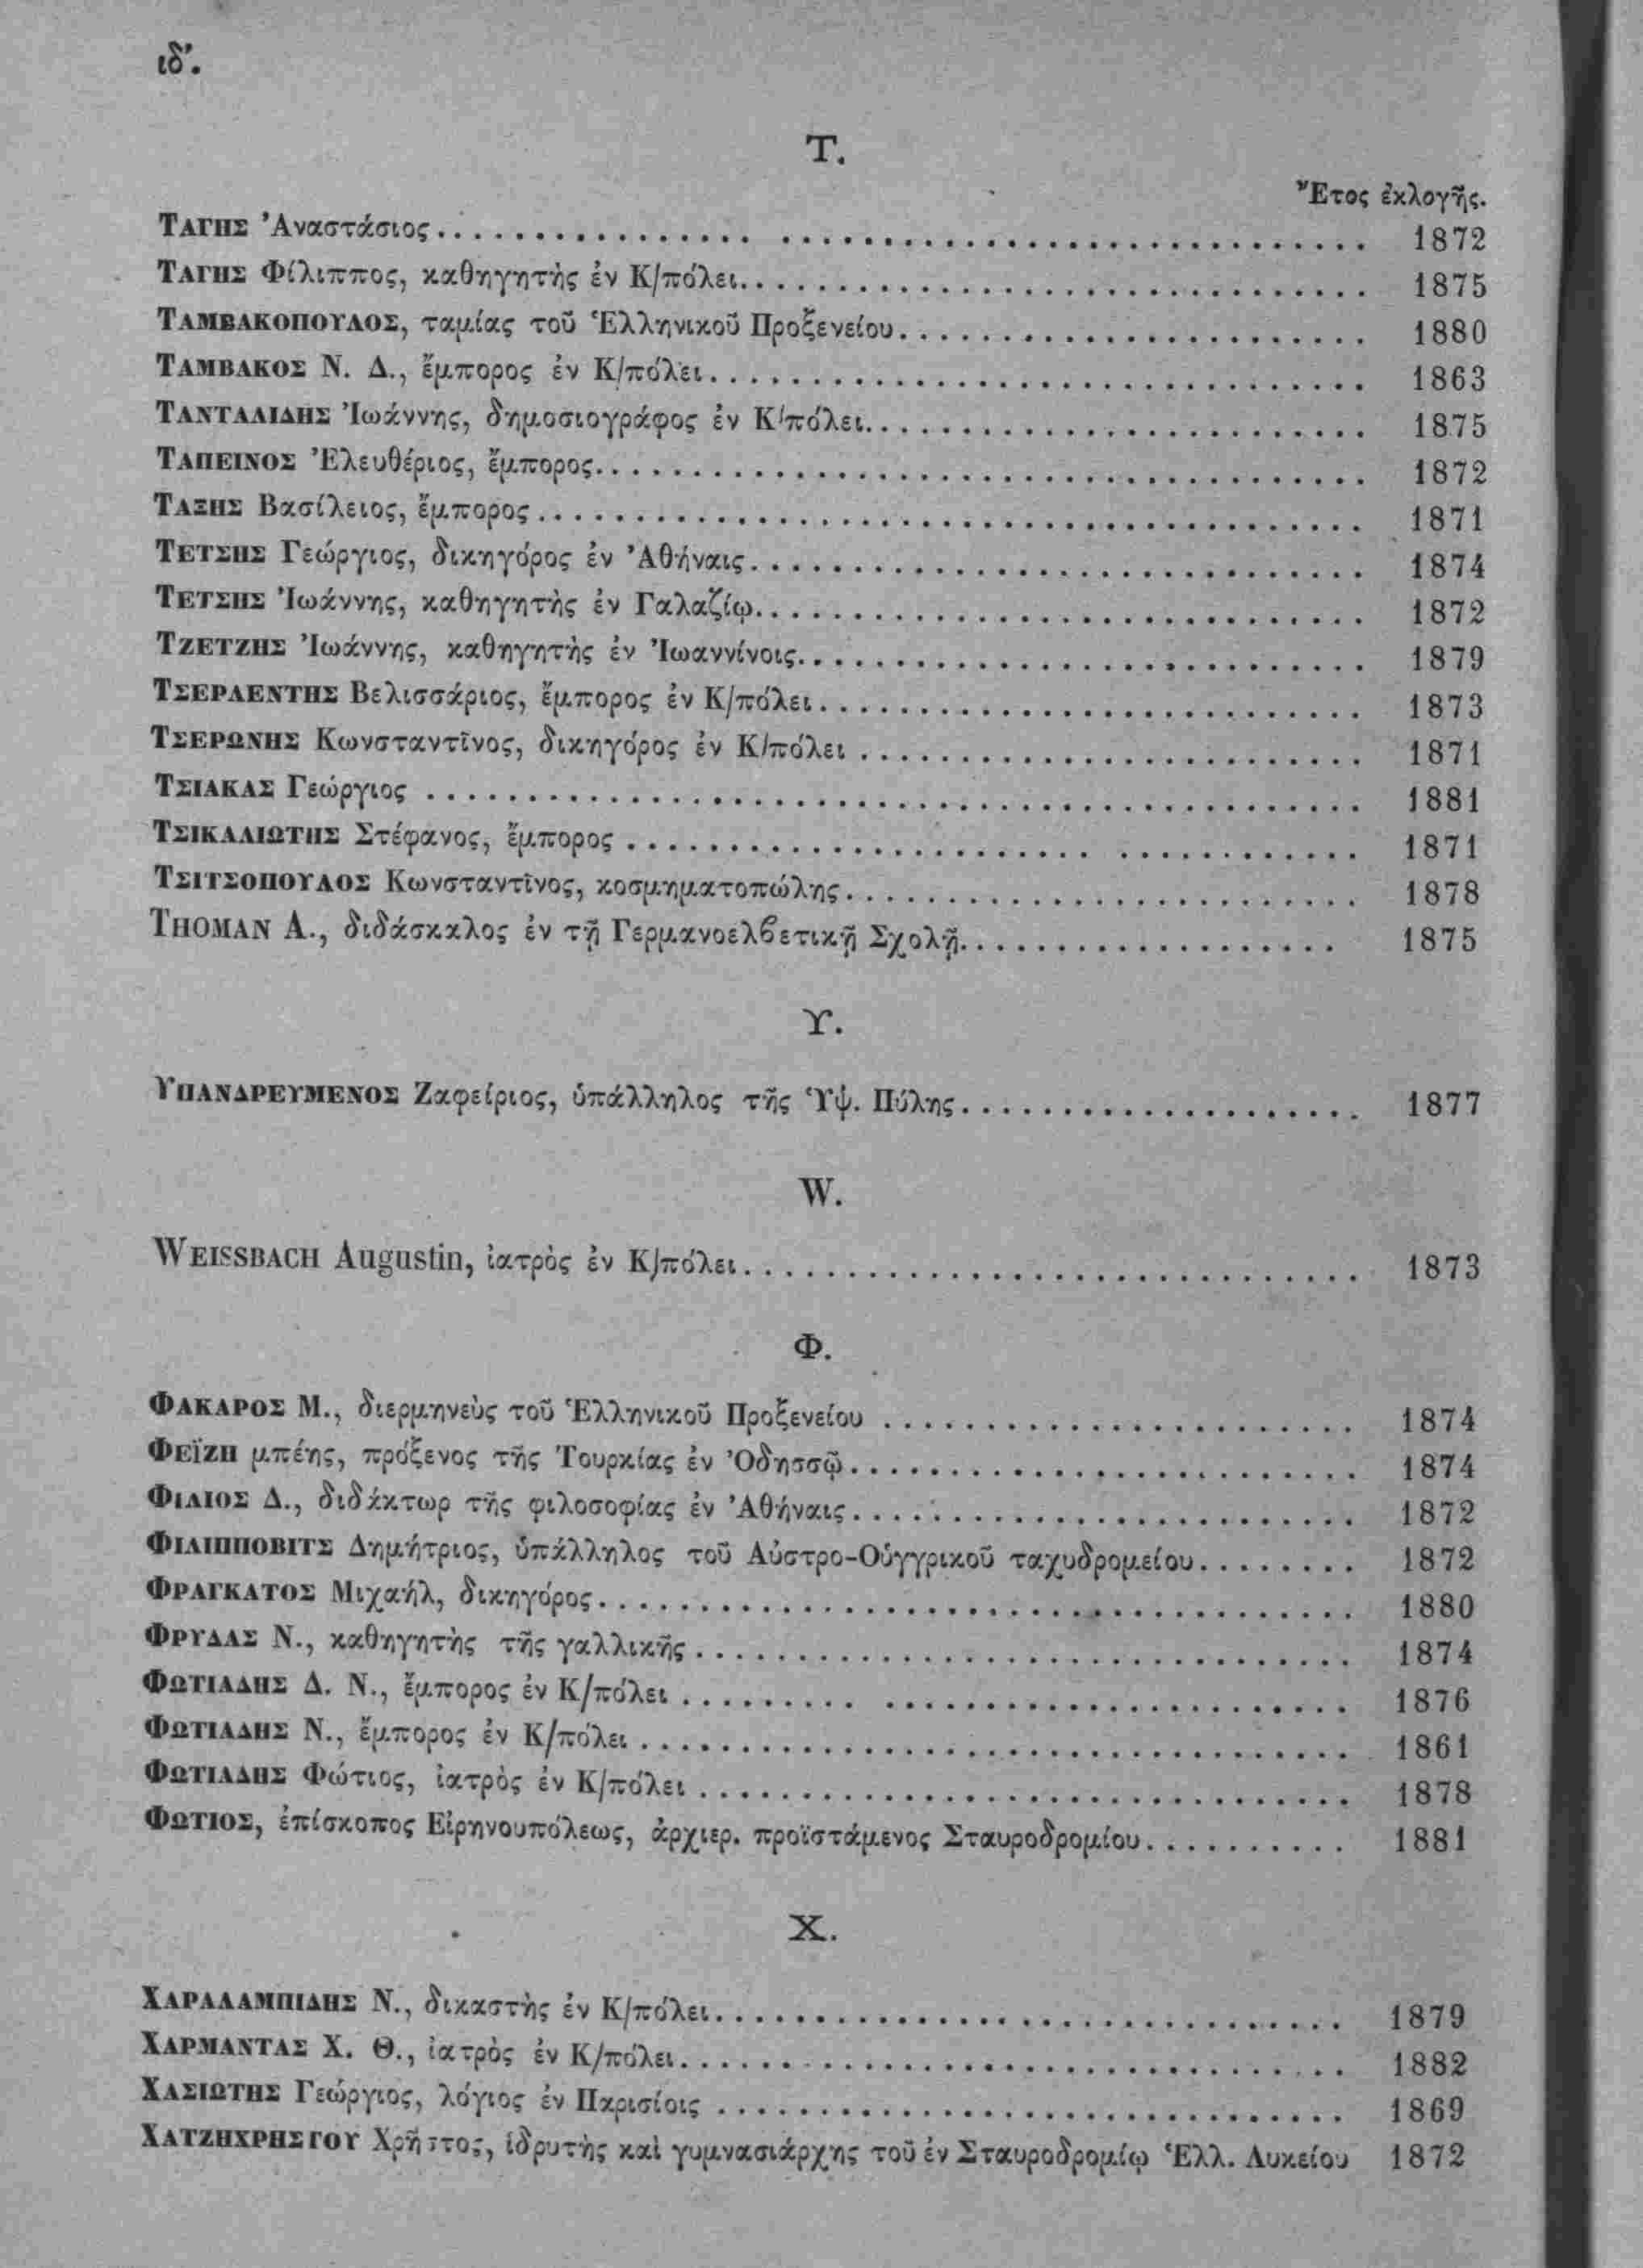 ιδ'.
Τ.
Ἔτος ἐκλογῆς.
ΤΑΓΗΣ Ἀναστάσιος................ ............................. 1872
ΤΑΓΗΣ Φίλιππος, καθηγητὴς ἐν Κ/πόλει................................ 1875
ΤΑΜΒΑΚΟΠΟΥΛΟΣ, ταμίας τοῦ Ἑλληνικοῦ Προξενείου........................ 1880
ΤΑΜΒΑΚΟΣ Ν. Δ., ἔμπορος ἐν Κ/πόλει................................. 1863
ΤΑΝΤΑΛΙΔΗΣ Ἰωάννης, δημοσιογράφος ἐν Κ/πόλει......................... 1875
ΤΑΠΕΙΝΟΣ Ἐλευθέριος, ἔμπορος...................................... 1872
ΤΑΞΗΣ Βασίλειος, ἔμπορος......................................... 1871
ΤΕΤΣΗΣ Γεώργιος, δικηγόρος ἐν Ἀθήναις............................... 1874
ΤΕΤΣΗΣ Ἰωάννης, καθηγητὴς ἐν Γαλαζίῳ............................... 1872
ΤΖΕΤΖΗΣ Ἰωάννης, καθηγητὴς ἐν Ἰωαννίνοις............................. 1879
ΤΣΕΡΛΕΝΤΗΣ Βελισσάριος, ἔμπορος ἐν Κ/πόλει........................... 1873
ΤΣΕΡΩΝΗΣ Κωνσταντῖνος, δικηγόρος ἐν Κ/πόλει ......................... 1871
ΤΣΙΑΚΑΣ Γεώργιος .............................................. 1881
ΤΣΙΚΑΛΙΩΤΗΣ Στέφανος, ἔμπορος ....................... ............ 1871
ΤΣΙΤΣΟΠΟΥΛΟΣ Κωνσταντῖνος, κοσμηματοπώλης.......................... 1878
THOMAN A., διδάσκαλος ἐν τῇ Γερμανοελβετικῇ Σχολῇ................... 1875
Υ.
ΥΠΑΝΔΡΕΥΜΕΝΟΣ Ζαφείριος, ὑπάλληλος τῆς Ὑψ. Πύλης.................... 1877
W.
WEISSBACH Augustin, ἰατρὸς ἐν Κ/πόλει............................... 1873
Φ.
ΦΑΚΑΡΟΣ Μ., διερμηνεὺς τοῦ Ἑλληνικοῦ Προξενείου ........................ 1874
ΦΕΪΖΗ μπέης, πρόξενος τῆς Τουρκίας ἐν Ὀδησσῷ.......................... 1874
ΦΙΛΙΟΣ Δ., διδάκτωρ τῆς φιλοσοφίας ἐν Ἀθήναις......................... 1872
ΦΙΛΙΠΠΟΒΙΤΣ Δημήτριος, ὑπάλληλος τοῦ Αὐστρο-Οὑγγρικοῦ ταχυδρομείου........ 1872
ΦΡΑΓΚΑΤΟΣ Μιχαήλ, δικηγόρος...................................... 1880
ΦΡΥΔΑΣ Ν., καθηγητὴς τῆς γαλλικῆς................................. 1874
ΦΩΤΙΑΔΗΣ Δ. Ν., ἔμπορος ἐν Κ/πόλει ......... ....................... 1876
ΦΩΤΙΑΔΗΣ Ν., ἔμπορος ἐν Κ/πόλει ................................... 1861
ΦΩΤΙΑΔΗΣ Φώτιος, ἰατρὸς ἐν Κ/πόλει ................................ 1878
ΦΩΤΙΟΣ, ἐπίσκοπος Εἰρηνουπόλεως, ἀρχιερ. προϊστάμενος Σταυροδρομίου.......... 1881
Χ.
ΧΑΡΑΛΑΜΠΙΔΗΣ Ν., δικαστὴς ἐν Κ/πόλει............................... 1879
ΧΑΡΜΑΝΤΑΣ Χ. Θ., ἰατρὸς ἐν Κ/πόλει................................. 1882
ΧΑΣΙΩΤΗΣ Γεώργιος, λόγιος ἐν Παρισίοις ............................... 1869
ΧΑΤΖΗΧΡΗΣΤΟΥ Χρῆστος, ἱδρυτὴς καὶ γυμνασιάρχης τοῦ ἐν Σταυροδρομίῳ Ἑλλ. Λυκείου 1872